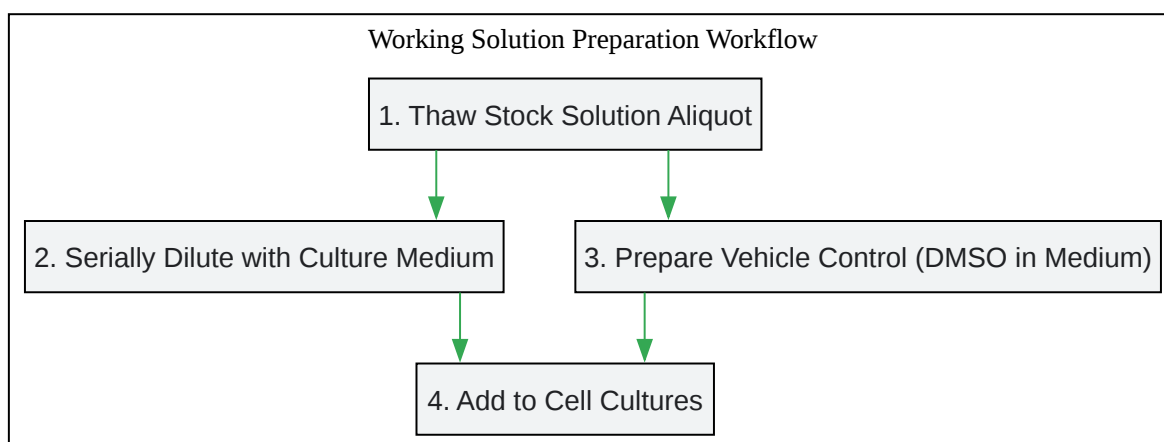 Working Solution Preparation Workflow
1. Thaw Stock Solution Aliquot
2. Serially Dilute with Culture Medium
3. Prepare Vehicle Control (DMSO in Medium)
4. Add to Cell Cultures